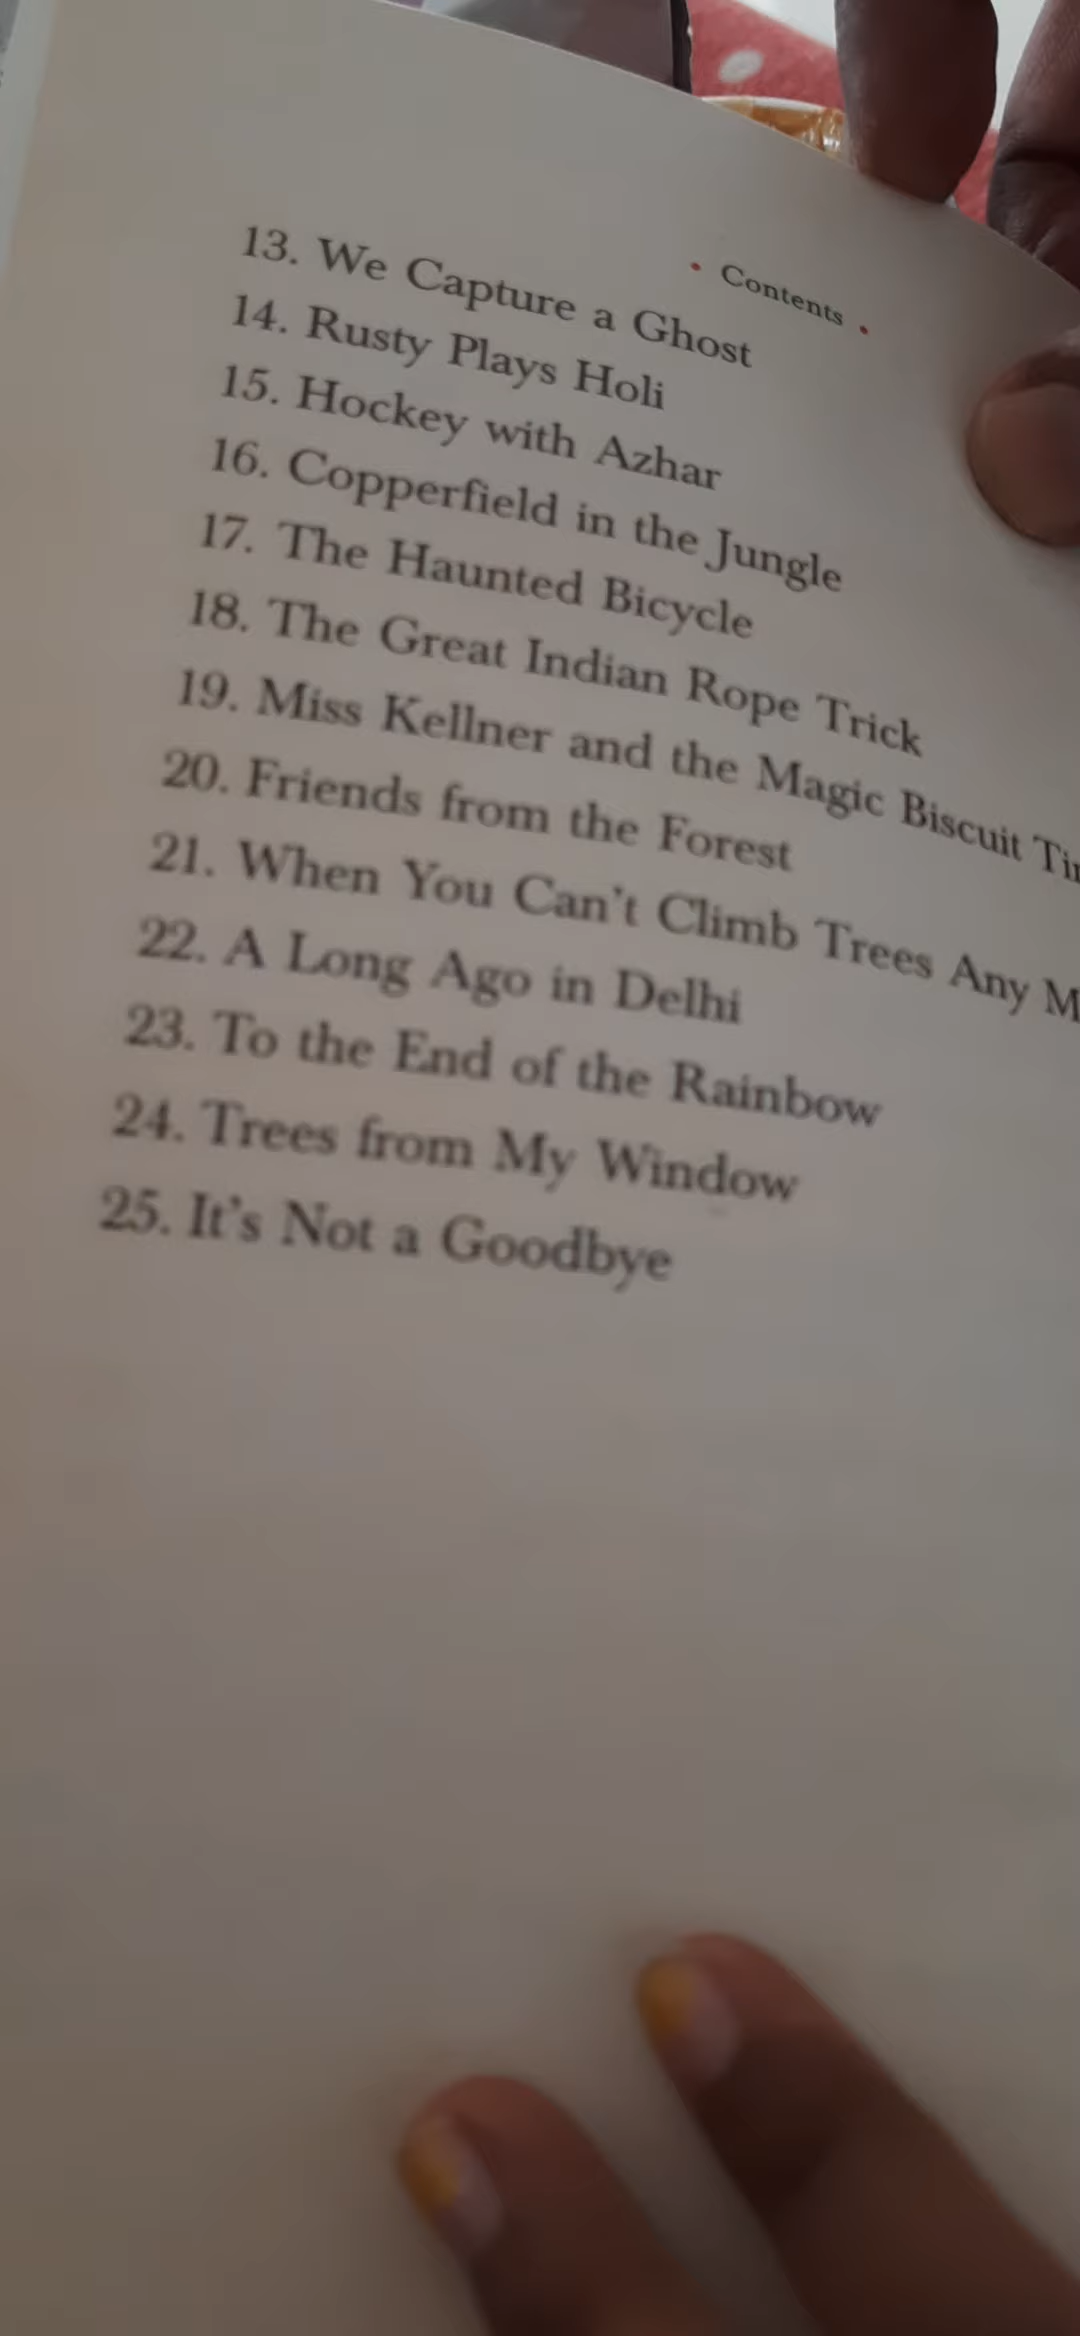 • Contents •
13. We Capture a Ghost
14. Rusty Plays Holi
15. Hockey with Azhar
16. Copperfield in the Jungle
17. The Haunted Bicycle
18. The Great Indian Rope Trick
19. Miss Kellner and the Magic Biscuit
20. Friends from the Forest
21. When You Can't Climb Trees Any
22. A Long Ago in Delhi
23. To the End of the Rainbow
24. Trees from My Window
25. It's Not a Goodbye